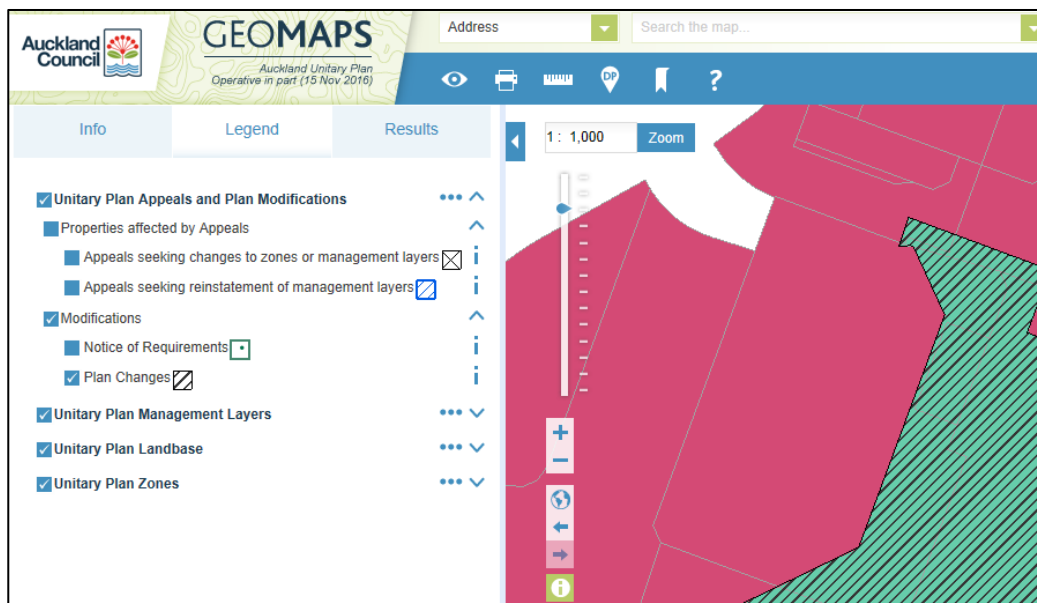 Auckland
Council
GEOMAPS
Auckland Unitary Plan
Operative in part (15 Nov 2016)
Address
Search the map...
DP
?
Info
Legend
Results
1 : 1,000
Zoom
Unitary Plan Appeals and Plan Modifications
Properties affected by Appeals
Appeals seeking changes to zones or management layers
Appeals seeking reinstatement of management layers
Modifications
Notice of Requirements
Plan Changes
Unitary Plan Management Layers
Unitary Plan Landbase
Unitary Plan Zones